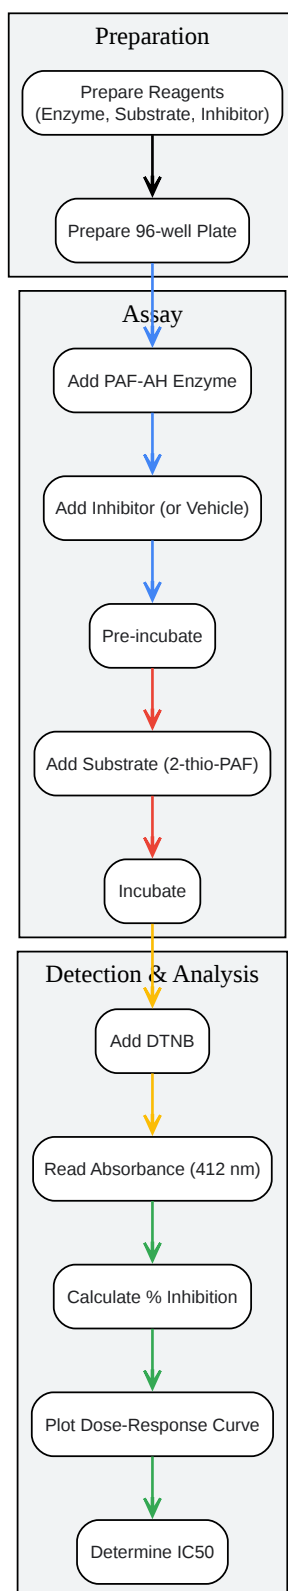 Preparation
Prepare Reagents
(Enzyme, Substrate, Inhibitor)
Prepare 96-well Plate
Assay
Add PAF-AH Enzyme
Add Inhibitor (or Vehicle)
Pre-incubate
Add Substrate (2-thio-PAF)
Incubate
Detection & Analysis
Add DTNB
Read Absorbance (412 nm)
Calculate % Inhibition
Plot Dose-Response Curve
Determine IC50